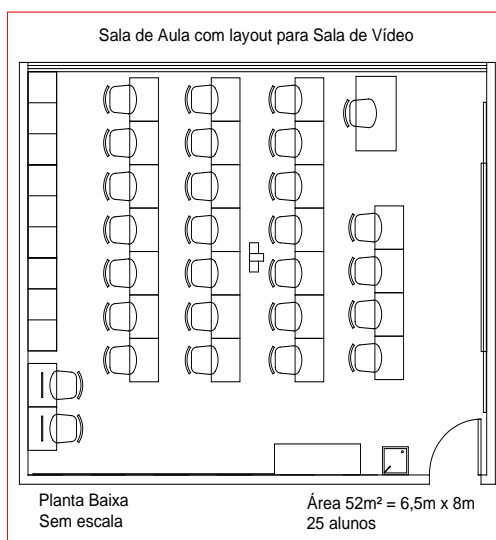 Sala de Aula com layout para Sala de Vídeo
Planta Baixa
Sem escala
Área 52m² = 6,5m x 8m
25 alunos